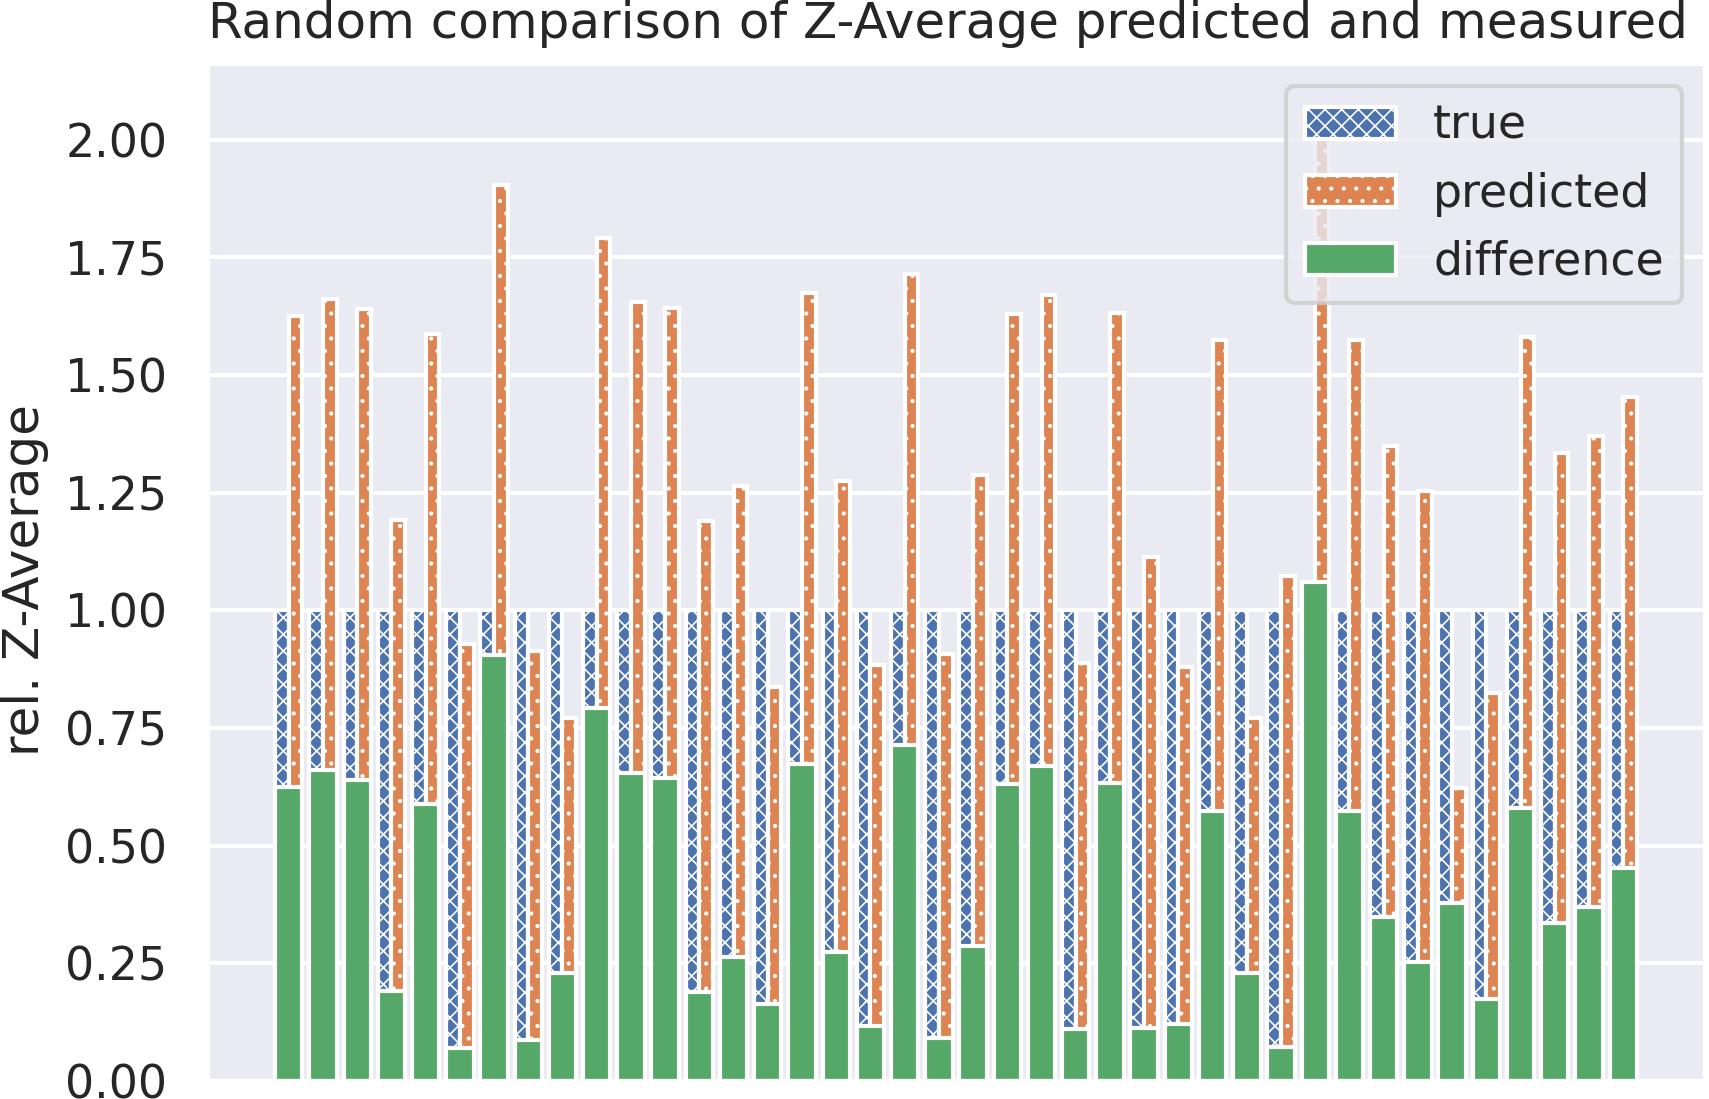 Random comparison of Z-Average predicted and measured
rel. Z-Average
2.00
1.75
1.50
1.25
1.00
0.75
0.50
0.25
0.00
true
predicted
difference